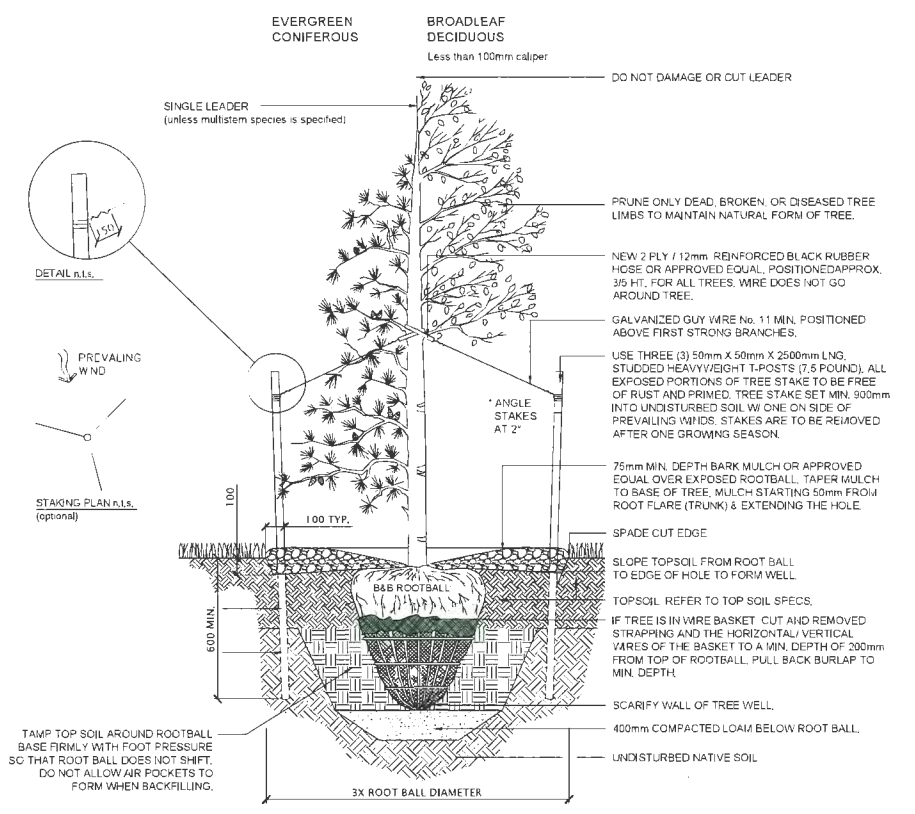 EVERGREEN
CONIFEROUS
BROADLEAF
DECIDUOUS
Less than 100mm caliper
DO NOT DAMAGE OR CUT LEADER
SINGLE LEADER
(unless multistem species is specified)
PRUNE ONLY DEAD, BROKEN, OR DISEASED TREE
LIMBS TO MAINTAIN NATURAL FORM OF TREE.
150
DETAIL n.t.s.
NEW 2 PLY / 12mm REINFORCED BLACK RUBBER
HOSE OR APPROVED EQUAL, POSITIONEDAPPROX.
3/5 HT. FOR ALL TREES, WIRE DOES NOT GO
AROUND TREE.
GALVANIZED GUY WIRE No. 11 MIN. POSITIONED
ABOVE FIRST STRONG BRANCHES.
PREVALING
WIND
USE THREE (3) 50mm X 50mm X 2500mm LNG.
STUDDED HEAVYWEIGHT T-POSTS (7.5 POUND). ALL
EXPOSED PORTIONS OF TREE STAKE TO BE FREE
OF RUST AND PRIMED. TREE STAKE SET MIN. 900mm
INTO UNDISTURBED SOIL W/ ONE ON SIDE OF
PREVAILING WINDS. STAKES ARE TO BE REMOVED
AFTER ONE GROWING SEASON.
* ANGLE
STAKES
AT 2°
STAKING PLAN n.t.s.
(optional)
75mm MIN. DEPTH BARK MULCH OR APPROVED
EQUAL OVER EXPOSED ROOTBALL. TAPER MULCH
TO BASE OF TREE. MULCH STARTING 50mm FROM
ROOT FLARE (TRUNK) & EXTENDING THE HOLE.
100
100 TYP.
SPADE CUT EDGE
SLOPE TOPSOIL FROM ROOT BALL
TO EDGE OF HOLE TO FORM WELL.
B&B ROOTBALL
TOPSOIL REFER TO TOP SOIL SPECS.
600 MIN.
IF TREE IS IN WIRE BASKET CUT AND REMOVED
STRAPPING AND THE HORIZONTAL/ VERTICAL
WIRES OF THE BASKET TO A MIN. DEPTH OF 200mm
FROM TOP OF ROOTBALL. PULL BACK BURLAP TO
MIN. DEPTH.
SCARIFY WALL OF TREE WELL.
400mm COMPACTED LOAM BELOW ROOT BALL.
UNDISTURBED NATIVE SOIL
TAMP TOP SOIL AROUND ROOTBALL
BASE FIRMLY WITH FOOT PRESSURE
SO THAT ROOT BALL DOES NOT SHIFT.
DO NOT ALLOW AIR POCKETS TO
FORM WHEN BACKFILLING.
3X ROOT BALL DIAMETER